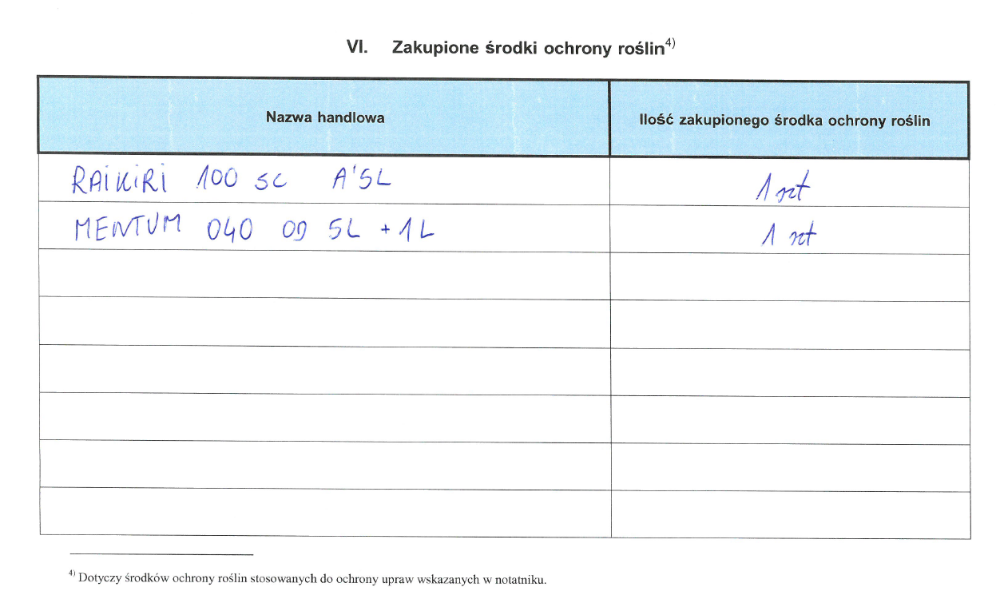 VI. Zakupione środki ochrony roślin4)
Nazwa handlowa
Ilość zakupionego środka ochrony roślin
RAIKIRI 100 SC A'5L
1 szt
MENTUM 040 OD 5L + 1L
1 szt
4) Dotyczy środków ochrony roślin stosowanych do ochrony upraw wskazanych w notatniku.